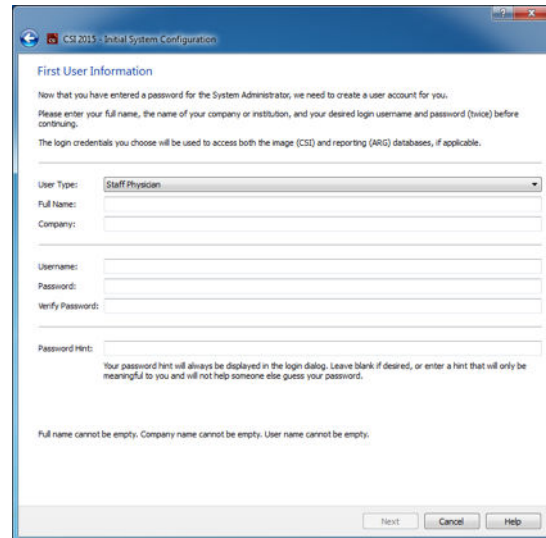 CSI 2015 - Initial System Configuration
First User Information
Now that you have entered a password for the System Administrator, we need to create a user account for you.
Please enter your full name, the name of your company or institution, and your desired login username and password (twice) before
continuing.
The login credentials you choose will be used to access both the image (CSI) and reporting (ARG) databases, if applicable.
User Type: Staff Physician
Full Name:
Company:
Username:
Password:
Verify Password:
Password Hint:
Your password hint will always be displayed in the login dialog. Leave blank if desired, or enter a hint that will only be
meaningful to you and will not help someone else guess your password.
Full name cannot be empty. Company name cannot be empty. User name cannot be empty.
Next Cancel Help